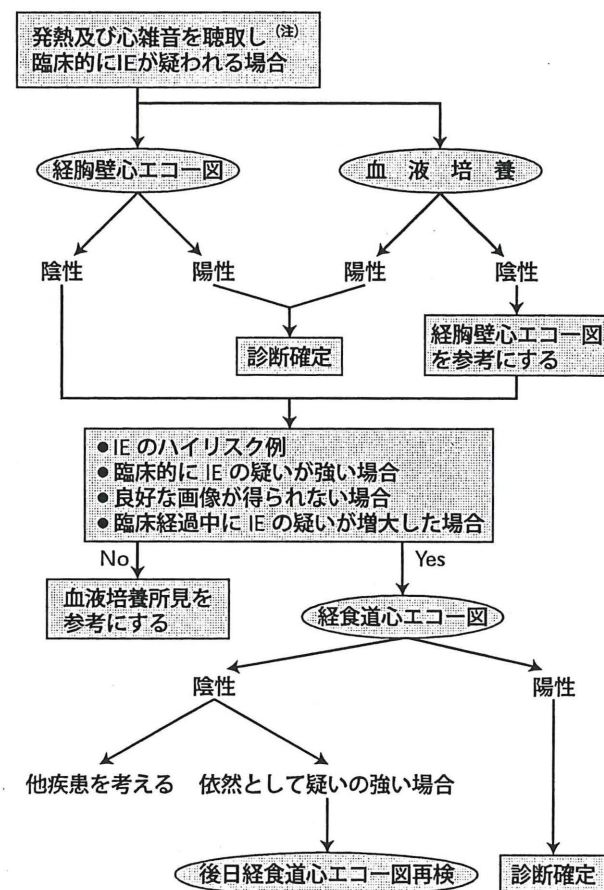 発熱及び心雑音を聴取し(注)
臨床的にIEが疑われる場合
経胸壁心エコー図
血液培養
陰性
陽性
陽性
陰性
診断確定
経胸壁心エコー図
を参考にする
●IEのハイリスク例
●臨床的にIEの疑いが強い場合
●良好な画像が得られない場合
●臨床経過中にIEの疑いが増大した場合
No
Yes
血液培養所見を
参考にする
経食道心エコー図
陰性
陽性
他疾患を考える
依然として疑いの強い場合
後日経食道心エコー図再検
診断確定